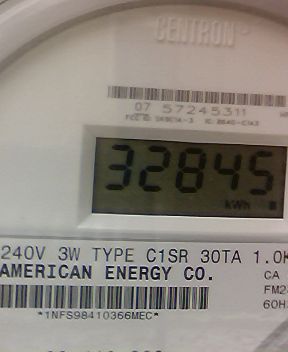 CENTRON
07 57245311
32845
kWh
240V 3W TYPE C1SR 30TA 1.0K
AMERICAN ENERGY CO.
CA
FM2
60H
*1NFS98410366MEC*